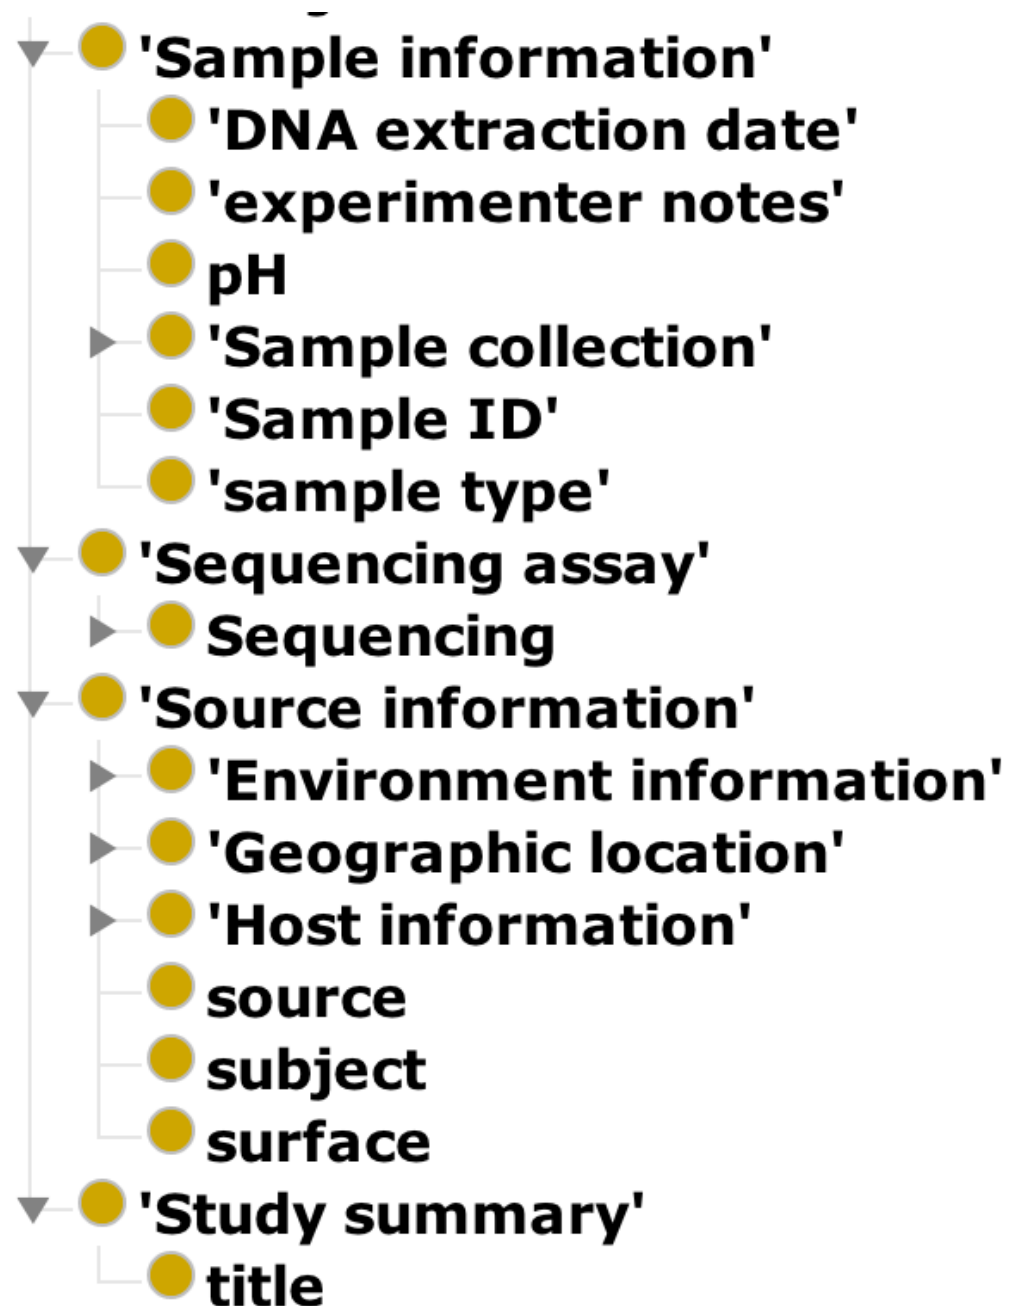 'Sample information'
'DNA extraction date'
'experimenter notes'
pH
'Sample collection'
'Sample ID'
'sample type'
'Sequencing assay'
Sequencing
'Source information'
'Environment information'
'Geographic location'
'Host information'
source
subject
surface
'Study summary'
title